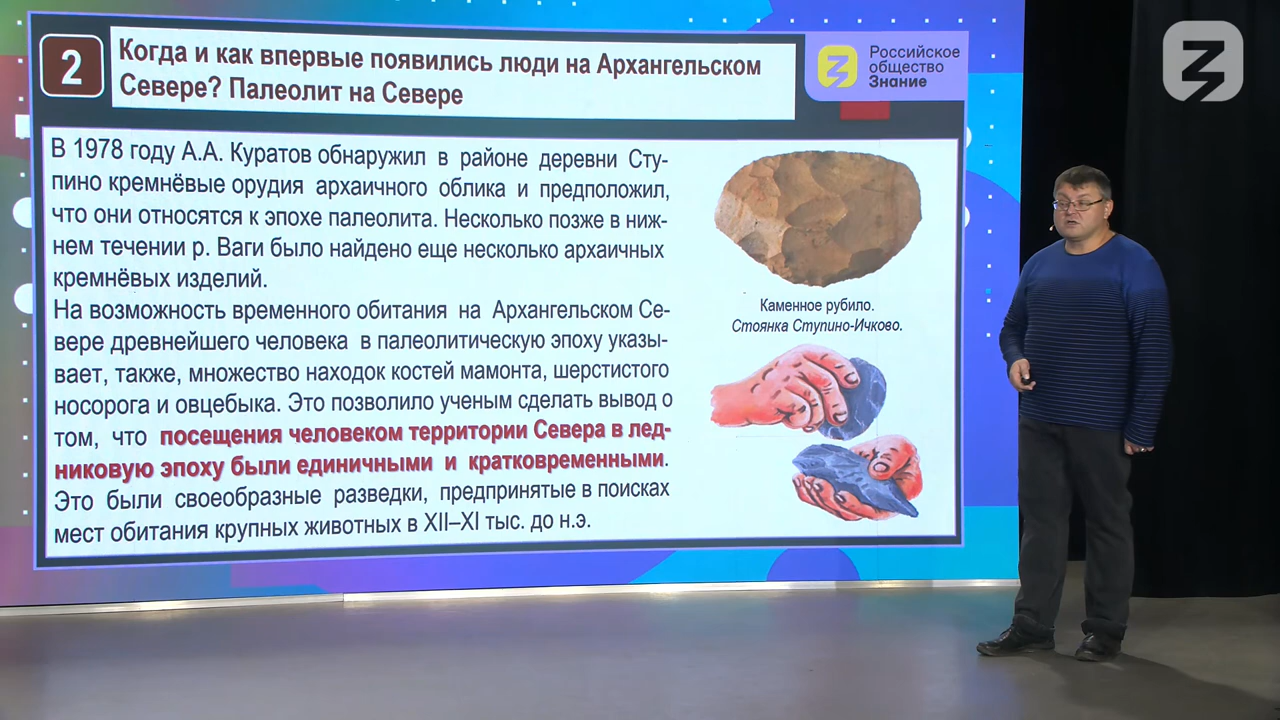 2
Когда и как впервые появились люди на Архангельском
Севере? Палеолит на Севере
Российское
общество
Знание
В 1978 году А.А. Куратов обнаружил в районе деревни Сту-
пино кремнёвые орудия архаичного облика и предположил,
что они относятся к эпохе палеолита. Несколько позже в ниж-
нем течении р. Ваги было найдено еще несколько архаичных
кремнёвых изделий.
На возможность временного обитания на Архангельском Се-
вере древнейшего человека в палеолитическую эпоху указы-
вает, также, множество находок костей мамонта, шерстистого
носорога и овцебыка. Это позволило ученым сделать вывод о
том, что посещения человеком территории Севера в лед-
никовую эпоху были единичными и кратковременными.
Это были своеобразные разведки, предпринятые в поисках
мест обитания крупных животных в XII–XI тыс. до н.э.
Каменное рубило.
Стоянка Ступино-Ичково.